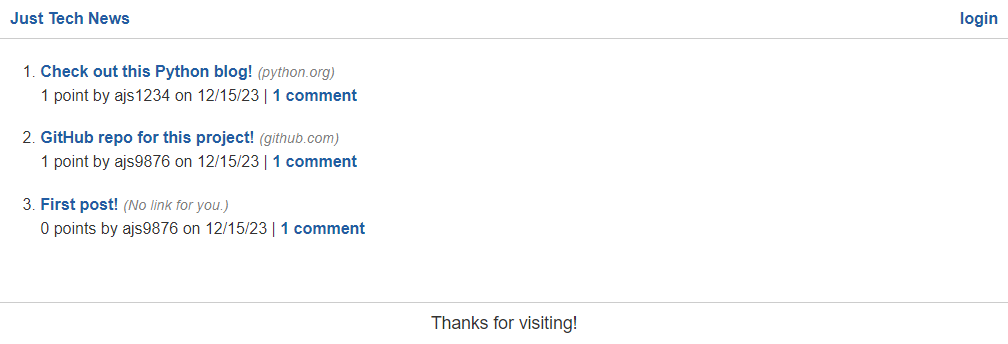 Just Tech News login
1. Check out this Python blog! (python.org)
1 point by ajs1234 on 12/15/23 | 1 comment
2. GitHub repo for this project! (github.com)
1 point by ajs9876 on 12/15/23 | 1 comment
3. First post! (No link for you.)
0 points by ajs9876 on 12/15/23 | 1 comment
Thanks for visiting!